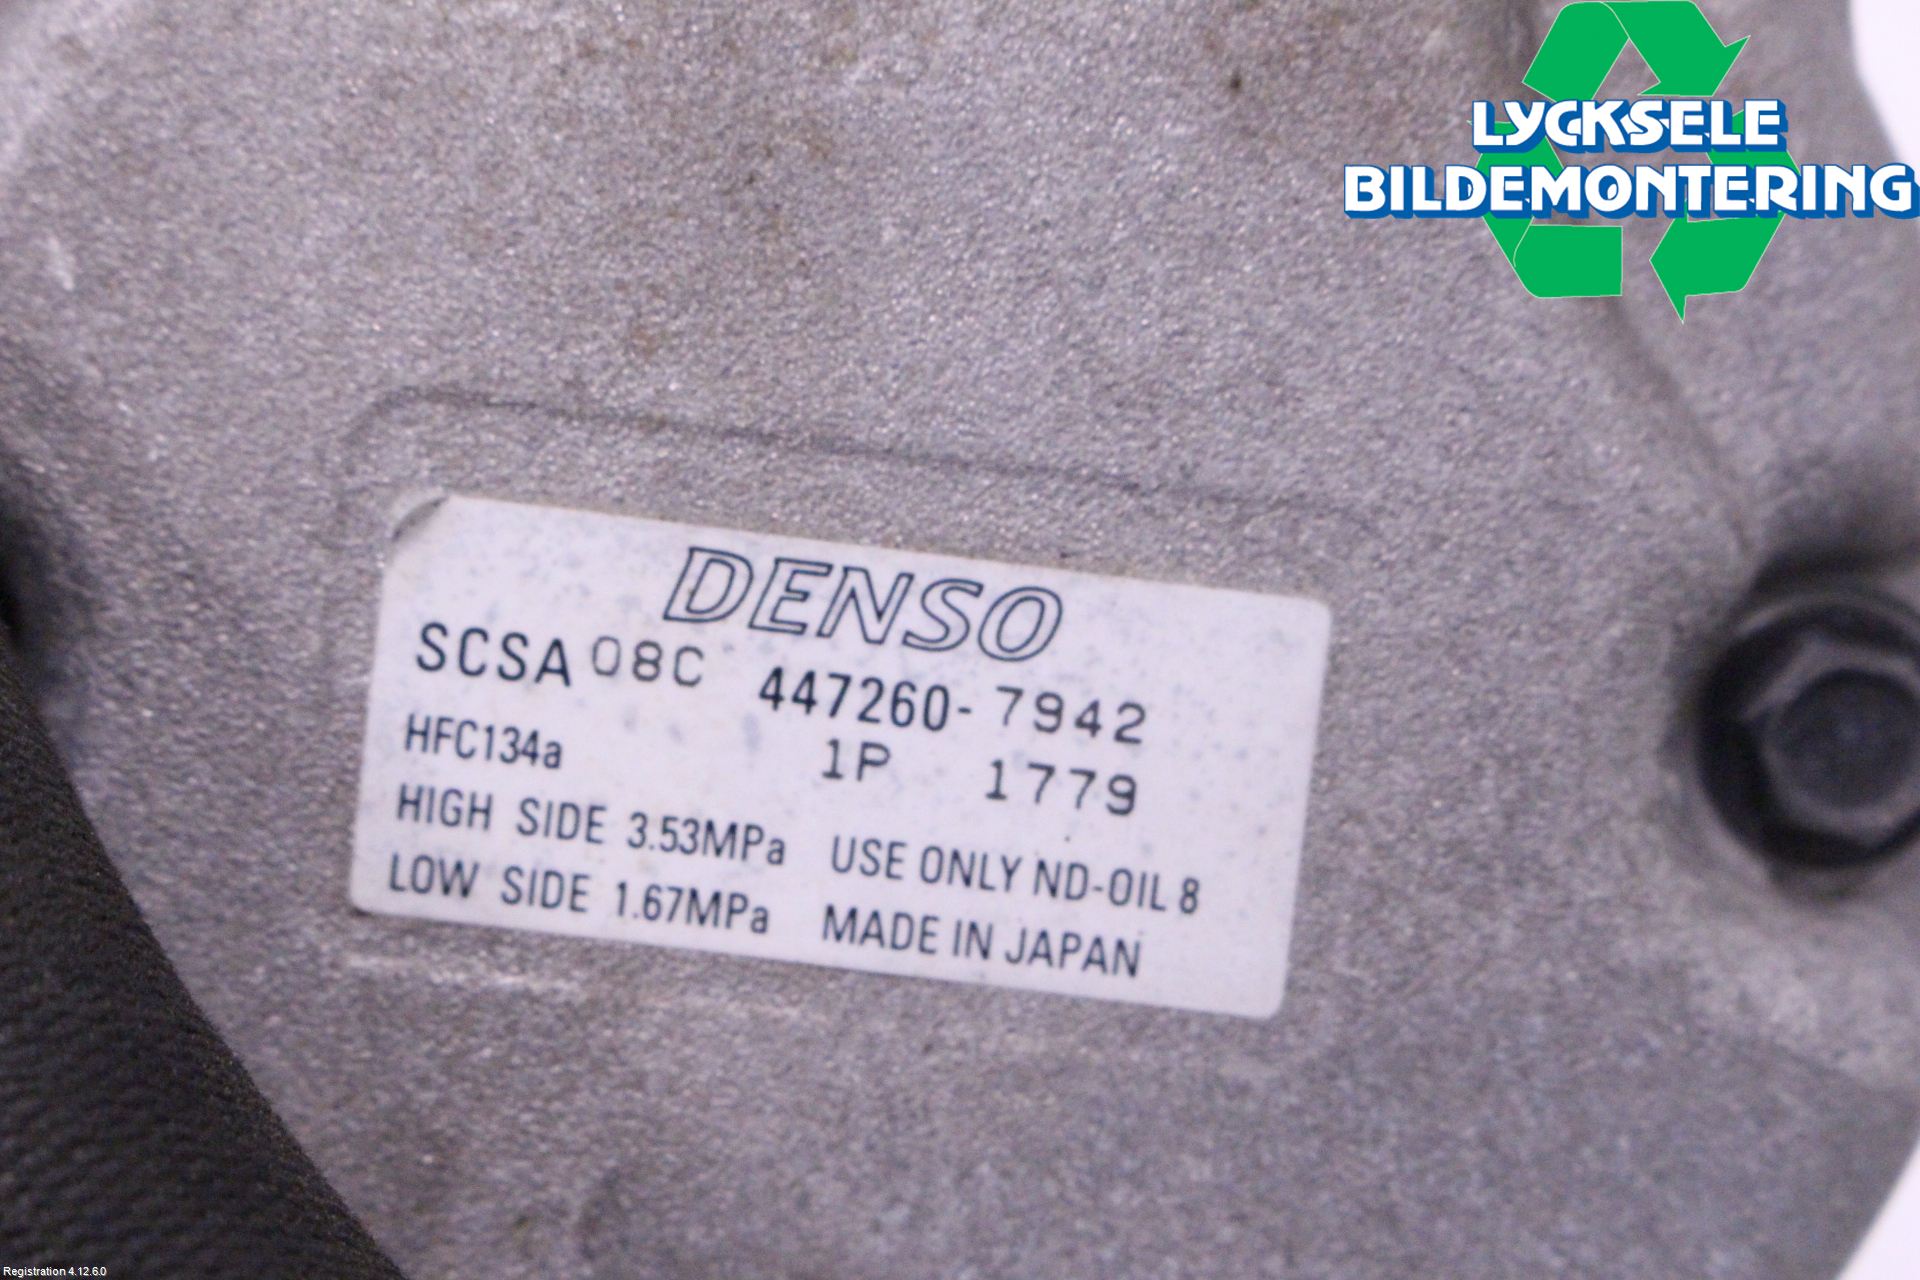 LYCKSELE
BILDEMONTERING
DENSO
SCSA 08C 447260-7942
HFC134a 1P 1779
HIGH SIDE 3.53MPa USE ONLY ND-OIL 8
LOW SIDE 1.67MPa MADE IN JAPAN
Registration 4.12.6.0